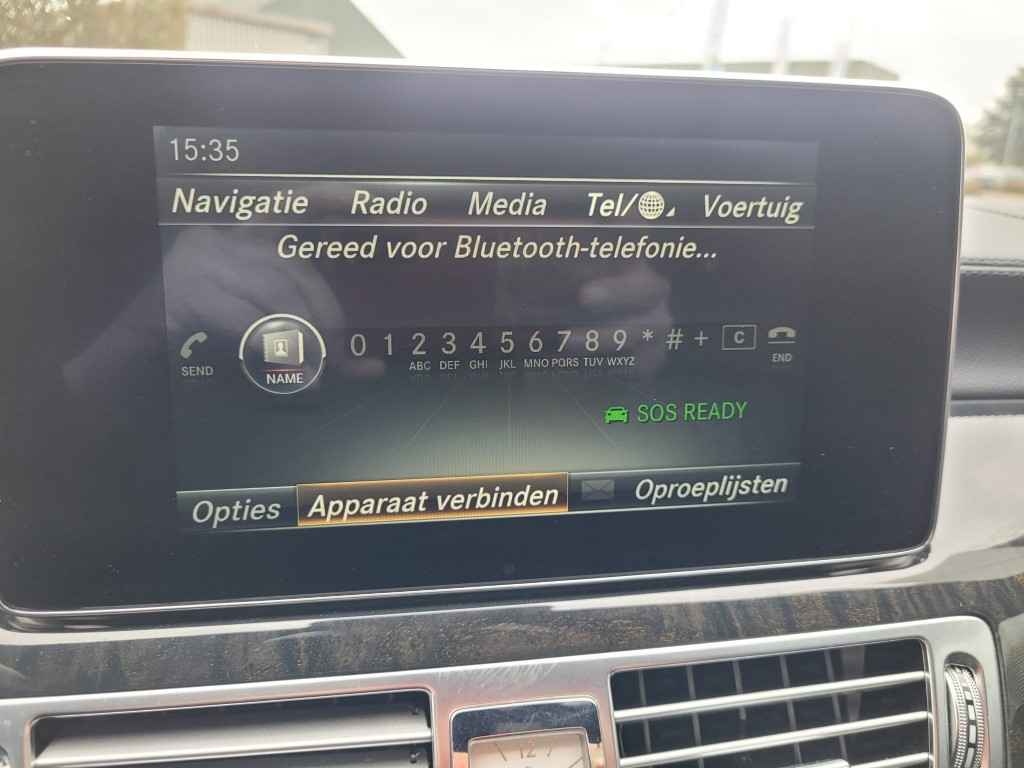 15:35
Navigatie Radio Media Tel/ Voertuig
Gereed voor Bluetooth-telefonie...
0 1 2 3 4 5 6 7 8 9 * # + C
SEND NAME ABC DEF GHI JKL MNO PQRS TUV WXYZ END
SOS READY
Opties Apparaat verbinden Oproeplijsten
12